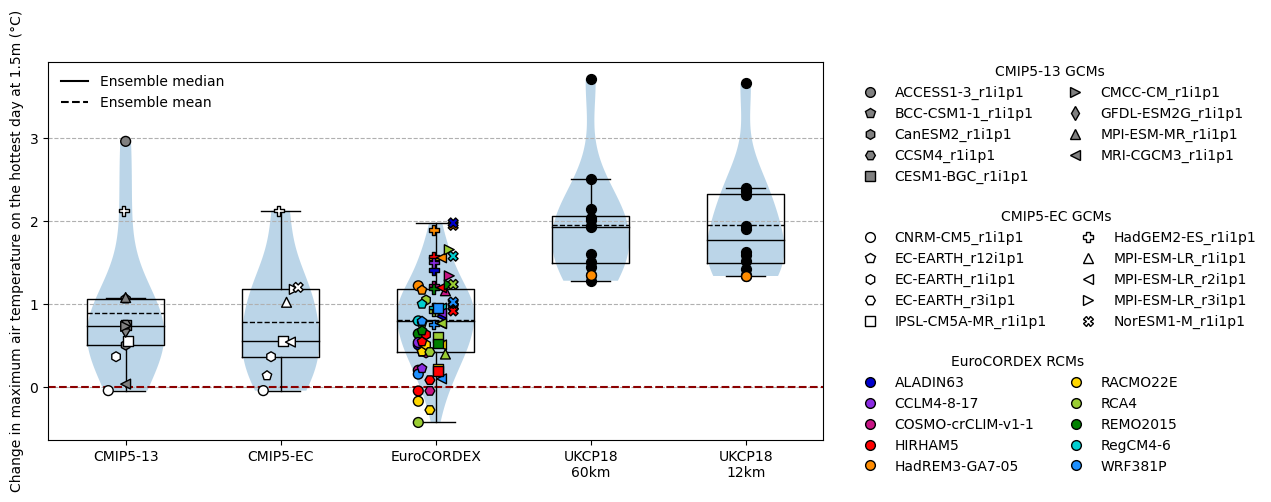 Change in maximum air temperature on the hottest day at 1.5m (°C)
Ensemble median
Ensemble mean
3
2
1
0
CMIP5-13
CMIP5-EC
EuroCORDEX
UKCP18
60km
UKCP18
12km
CMIP5-13 GCMs
ACCESS1-3_r1i1p1
BCC-CSM1-1_r1i1p1
CanESM2_r1i1p1
CCSM4_r1i1p1
CESM1-BGC_r1i1p1
CMCC-CM_r1i1p1
GFDL-ESM2G_r1i1p1
MPI-ESM-MR_r1i1p1
MRI-CGCM3_r1i1p1
CMIP5-EC GCMs
CNRM-CM5_r1i1p1
EC-EARTH_r12i1p1
EC-EARTH_r1i1p1
EC-EARTH_r3i1p1
IPSL-CM5A-MR_r1i1p1
HadGEM2-ES_r1i1p1
MPI-ESM-LR_r1i1p1
MPI-ESM-LR_r2i1p1
MPI-ESM-LR_r3i1p1
NorESM1-M_r1i1p1
EuroCORDEX RCMs
ALADIN63
CCLM4-8-17
COSMO-crCLIM-v1-1
HIRHAM5
HadREM3-GA7-05
RACMO22E
RCA4
REMO2015
RegCM4-6
WRF381P